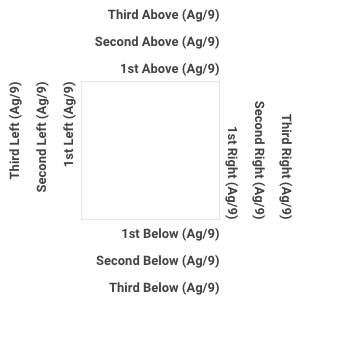 Third Above (Ag/9)
Second Above (Ag/9)
1st Above (Ag/9)
Third Left (Ag/9)
Second Left (Ag/9)
1st Left (Ag/9)
1st Right (Ag/9)
Second Right (Ag/9)
Third Right (Ag/9)
1st Below (Ag/9)
Second Below (Ag/9)
Third Below (Ag/9)